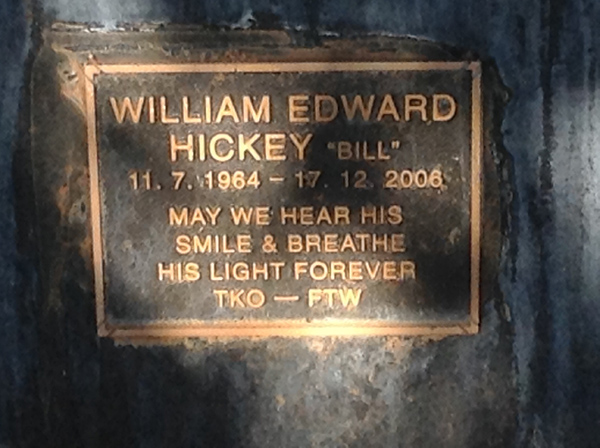 WILLIAM EDWARD
HICKEY "BILL"
11. 7. 1964 – 17. 12. 2006
MAY WE HEAR HIS
SMILE & BREATHE
HIS LIGHT FOREVER
TKO — FTW